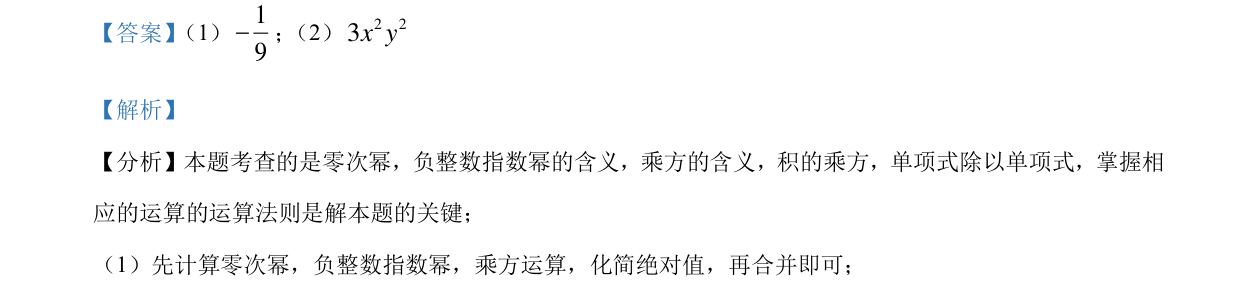 【答案】（1）$-\frac{1}{9}$；（2）$3x^2y^2$
【解析】
【分析】本题考查的是零次幂，负整数指数幂的含义，乘方的含义，积的乘方，单项式除以单项式，掌握相
应的运算的运算法则是解本题的关键；
（1）先计算零次幂，负整数指数幂，乘方运算，化简绝对值，再合并即可；